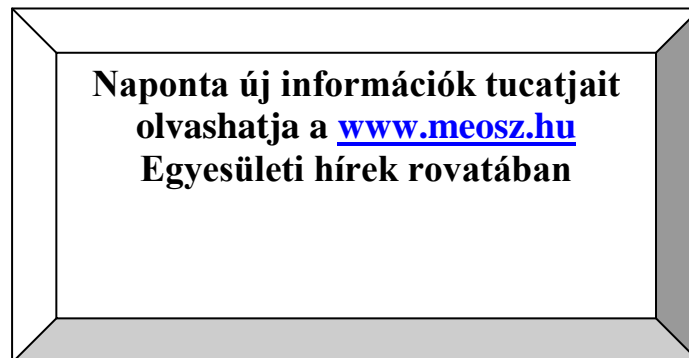 Naponta új információk tucatjait
olvashatja a www.meosz.hu
Egyesületi hírek rovatában